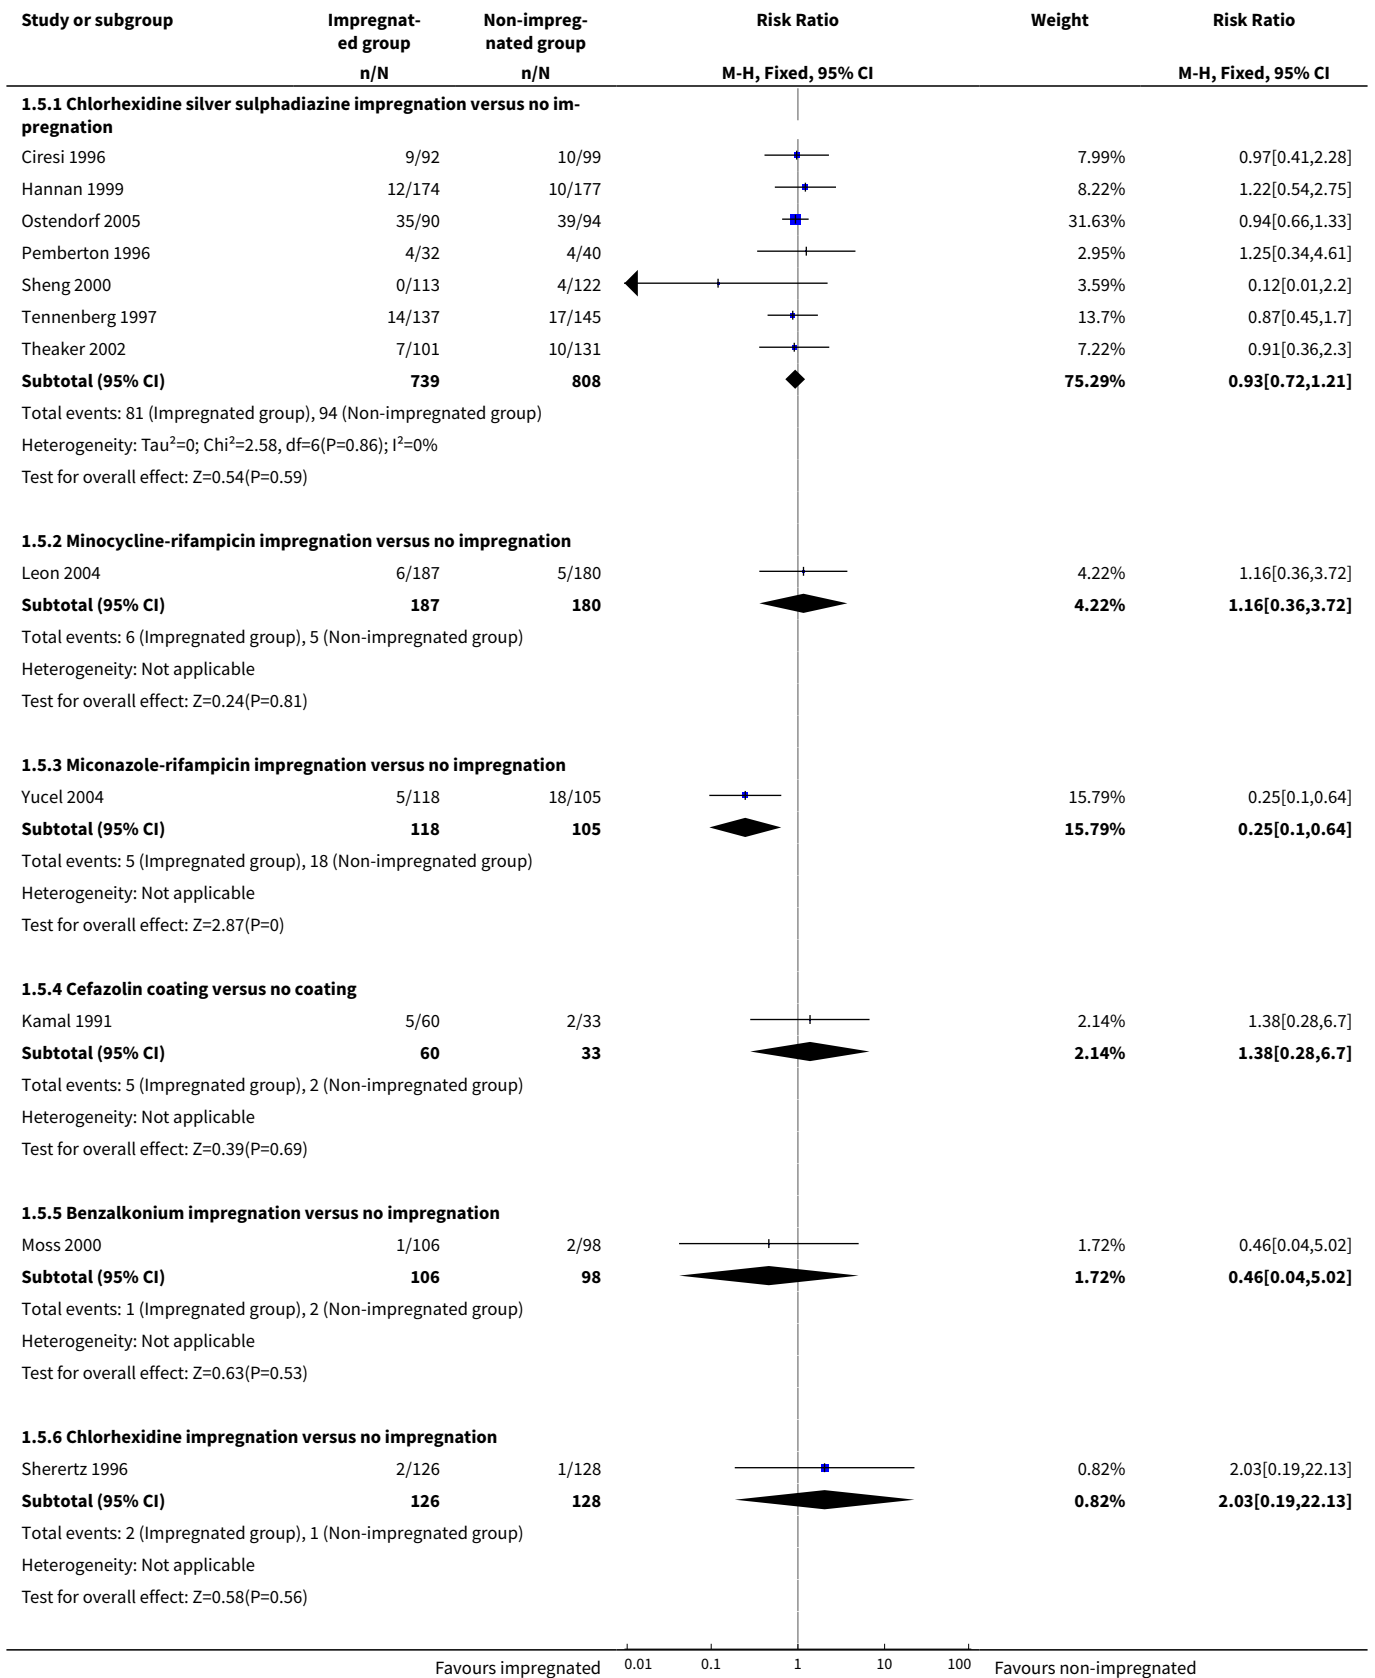 Study or subgroup Impregnat- Non-impreg- Risk Ratio Weight Risk Ratio
ed group nated group
n/N n/N M-H, Fixed, 95% CI M-H, Fixed, 95% CI
1.5.1 Chlorhexidine silver sulphadiazine impregnation versus no im-
pregnation
Ciresi 1996 9/92 10/99 7.99% 0.97[0.41,2.28]
Hannan 1999 12/174 10/177 8.22% 1.22[0.54,2.75]
Ostendorf 2005 35/90 39/94 31.63% 0.94[0.66,1.33]
Pemberton 1996 4/32 4/40 2.95% 1.25[0.34,4.61]
Sheng 2000 0/113 4/122 3.59% 0.12[0.01,2.2]
Tennenberg 1997 14/137 17/145 13.7% 0.87[0.45,1.7]
Theaker 2002 7/101 10/131 7.22% 0.91[0.36,2.3]
Subtotal (95% CI) 739 808 75.29% 0.93[0.72,1.21]
Total events: 81 (Impregnated group), 94 (Non-impregnated group)
Heterogeneity: Tau²=0; Chi²=2.58, df=6(P=0.86); I²=0%
Test for overall effect: Z=0.54(P=0.59)
1.5.2 Minocycline-rifampicin impregnation versus no impregnation
Leon 2004 6/187 5/180 4.22% 1.16[0.36,3.72]
Subtotal (95% CI) 187 180 4.22% 1.16[0.36,3.72]
Total events: 6 (Impregnated group), 5 (Non-impregnated group)
Heterogeneity: Not applicable
Test for overall effect: Z=0.24(P=0.81)
1.5.3 Miconazole-rifampicin impregnation versus no impregnation
Yucel 2004 5/118 18/105 15.79% 0.25[0.1,0.64]
Subtotal (95% CI) 118 105 15.79% 0.25[0.1,0.64]
Total events: 5 (Impregnated group), 18 (Non-impregnated group)
Heterogeneity: Not applicable
Test for overall effect: Z=2.87(P=0)
1.5.4 Cefazolin coating versus no coating
Kamal 1991 5/60 2/33 2.14% 1.38[0.28,6.7]
Subtotal (95% CI) 60 33 2.14% 1.38[0.28,6.7]
Total events: 5 (Impregnated group), 2 (Non-impregnated group)
Heterogeneity: Not applicable
Test for overall effect: Z=0.39(P=0.69)
1.5.5 Benzalkonium impregnation versus no impregnation
Moss 2000 1/106 2/98 1.72% 0.46[0.04,5.02]
Subtotal (95% CI) 106 98 1.72% 0.46[0.04,5.02]
Total events: 1 (Impregnated group), 2 (Non-impregnated group)
Heterogeneity: Not applicable
Test for overall effect: Z=0.63(P=0.53)
1.5.6 Chlorhexidine impregnation versus no impregnation
Sherertz 1996 2/126 1/128 0.82% 2.03[0.19,22.13]
Subtotal (95% CI) 126 128 0.82% 2.03[0.19,22.13]
Total events: 2 (Impregnated group), 1 (Non-impregnated group)
Heterogeneity: Not applicable
Test for overall effect: Z=0.58(P=0.56)
Favours impregnated 0.01 0.1 1 10 100 Favours non-impregnated